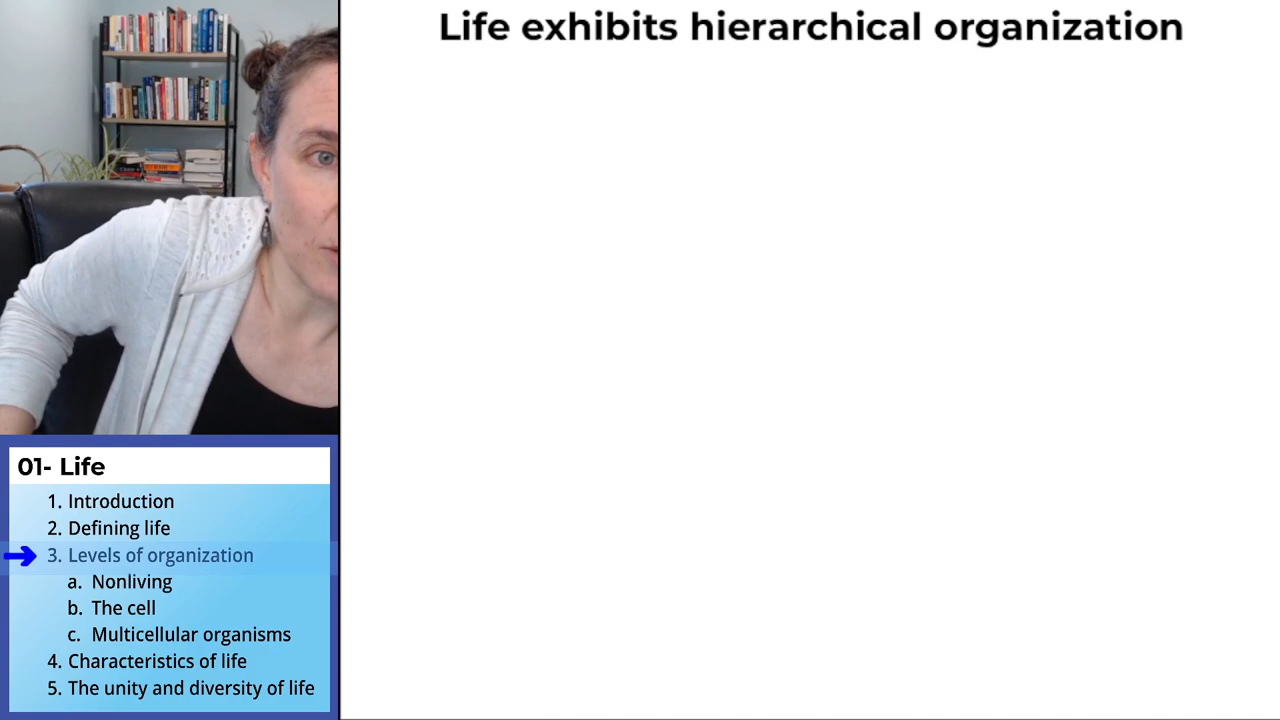 Life exhibits hierarchical organization
01- Life
1. Introduction
2. Defining life
3. Levels of organization
a. Nonliving
b. The cell
c. Multicellular organisms
4. Characteristics of life
5. The unity and diversity of life